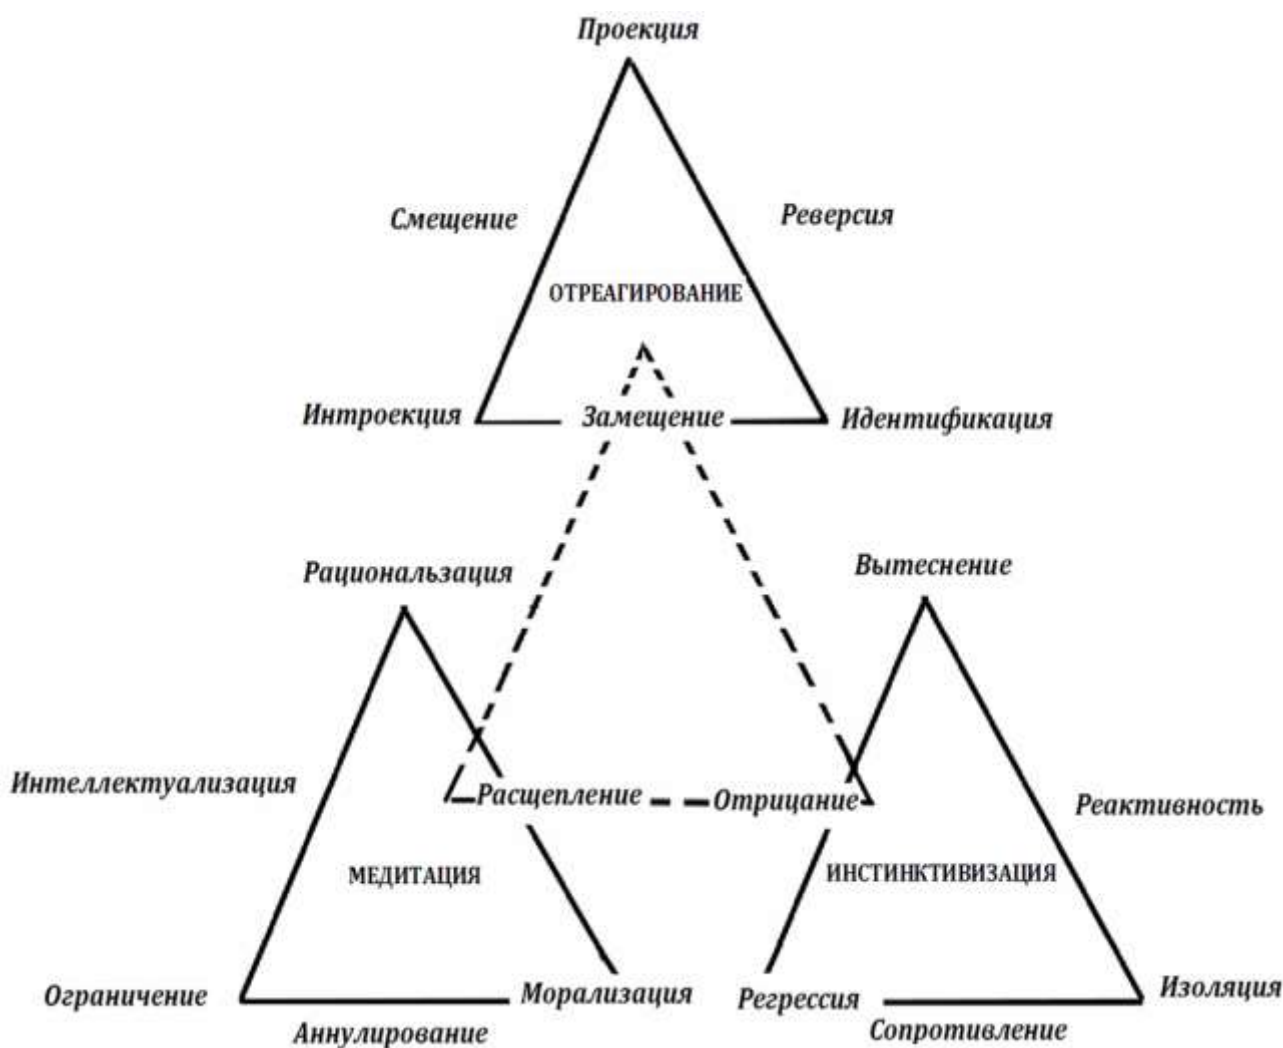 Проекция
Смещение
Реверсия
ОТРЕАГИРОВАНИЕ
Интроекция
Замещение
Идентификация
Рациональзация
Вытеснение
Интеллектуализация
Расщепление
Отрицание
Реактивность
МЕДИТАЦИЯ
ИНСТИНКТИВИЗАЦИЯ
Ограничение
Морализация
Регрессия
Изоляция
Аннулирование
Сопротивление